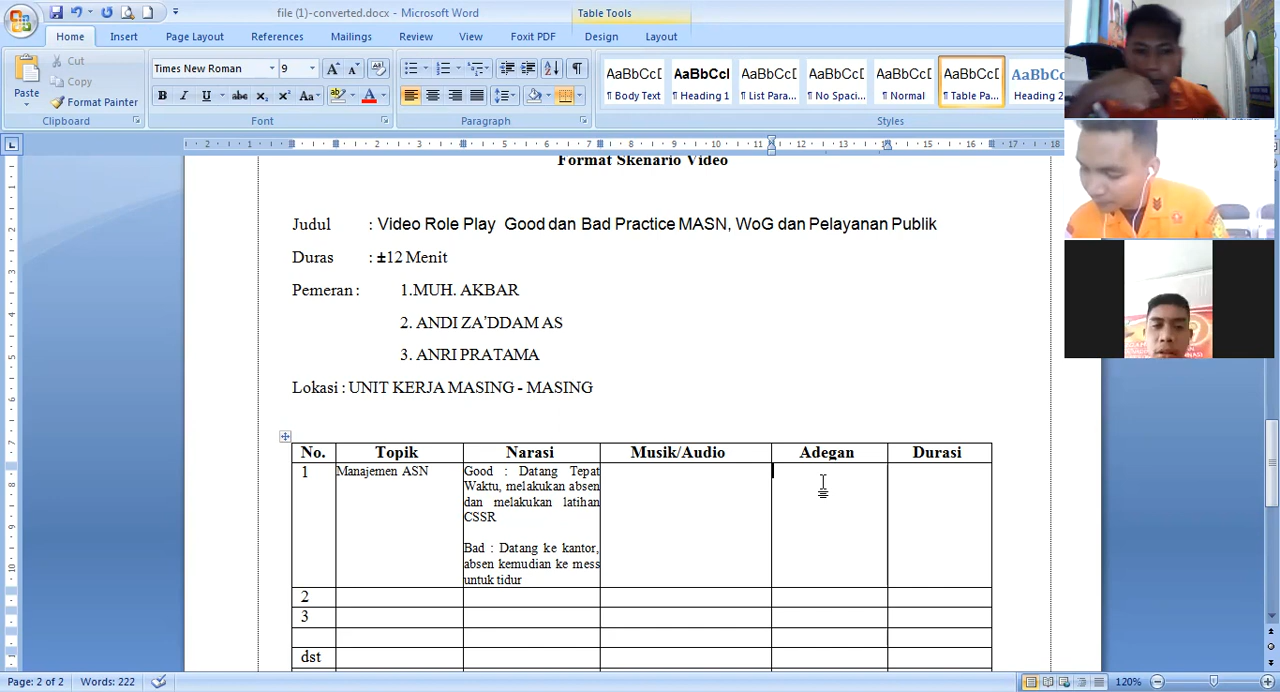 file (1)-converted.docx - Microsoft Word
Table Tools
Home Insert Page Layout References Mailings Review View Foxit PDF Design Layout
Paste
Cut
Copy
Format Painter
Clipboard
Times New Roman 9
Font
Paragraph
AaBbCcI AaBbCcl AaBbCcI AaBbCcI AaBbCcI AaBbCcI AaBbC
¶ Body Text ¶ Heading 1 ¶ List Para... ¶ No Spaci... ¶ Normal ¶ Table Pa... Heading 2
Styles
Format Skenario Video
Judul : Video Role Play Good dan Bad Practice MASN, WoG dan Pelayanan Publik
Duras : ±12 Menit
Pemeran : 1.MUH. AKBAR
2. ANDI ZA'DDAM AS
3. ANRI PRATAMA
Lokasi : UNIT KERJA MASING - MASING
No. Topik Narasi Musik/Audio Adegan Durasi
1 Manajemen ASN Good : Datang Tepat
Waktu, melakukan absen
dan melakukan latihan
CSSR
Bad : Datang ke kantor,
absen kemudian ke mess
untuk tidur
2
3
dst
Page: 2 of 2 Words: 222 120%